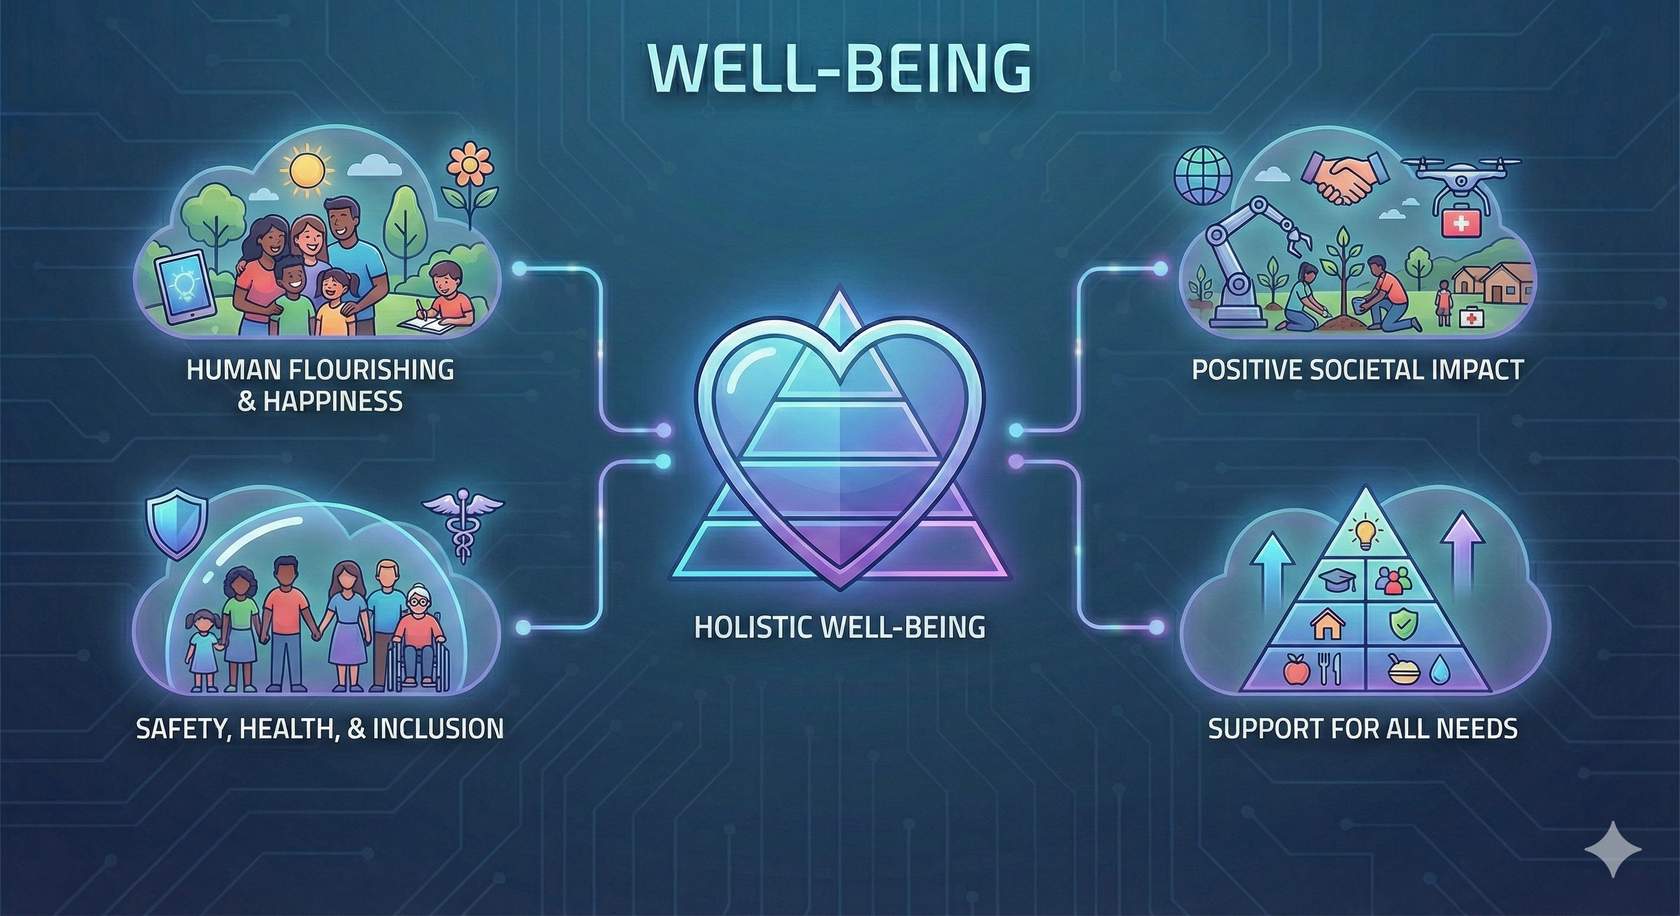 WELL-BEING
HUMAN FLOURISHING
& HAPPINESS
POSITIVE SOCIETAL IMPACT
HOLISTIC WELL-BEING
SAFETY, HEALTH, & INCLUSION
SUPPORT FOR ALL NEEDS